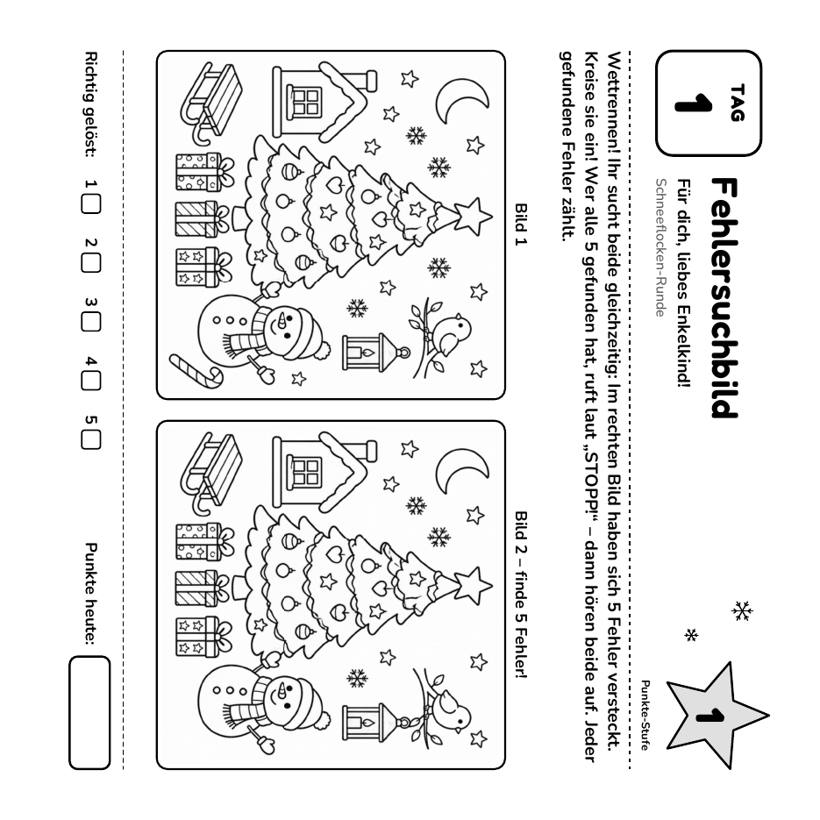 TAG
1
Fehlersuchbild
Für dich, liebes Enkelkind!
Schneeflocken-Runde
1
Punkte-Stufe
Wettrennen! Ihr sucht beide gleichzeitig: Im rechten Bild haben sich 5 Fehler versteckt.
Kreise sie ein! Wer alle 5 gefunden hat, ruft laut „STOPP!“ – dann hören beide auf. Jeder
gefundene Fehler zählt.
Bild 1
Bild 2 – finde 5 Fehler!
Richtig gelöst: 1 2 3 4 5 Punkte heute: